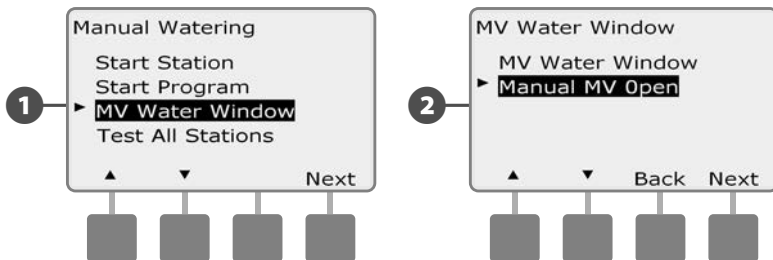 1
Manual Watering
Start Station
Start Program
► MV Water Window
Test All Stations
▲ ▼ Next
2
MV Water Window
MV Water Window
► Manual MV 0pen
▲ ▼ Back Next